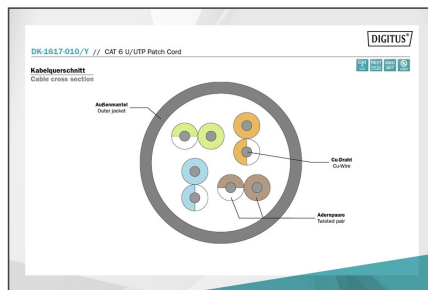 DIGITUS®
DK-1617-010/Y // CAT 6 U/UTP Patch Cord
Kabelquerschnitt
Cable cross section
Außenmantel
Outer jacket
Cu-Draht
Cu-Wire
Adernpaare
Twisted pair